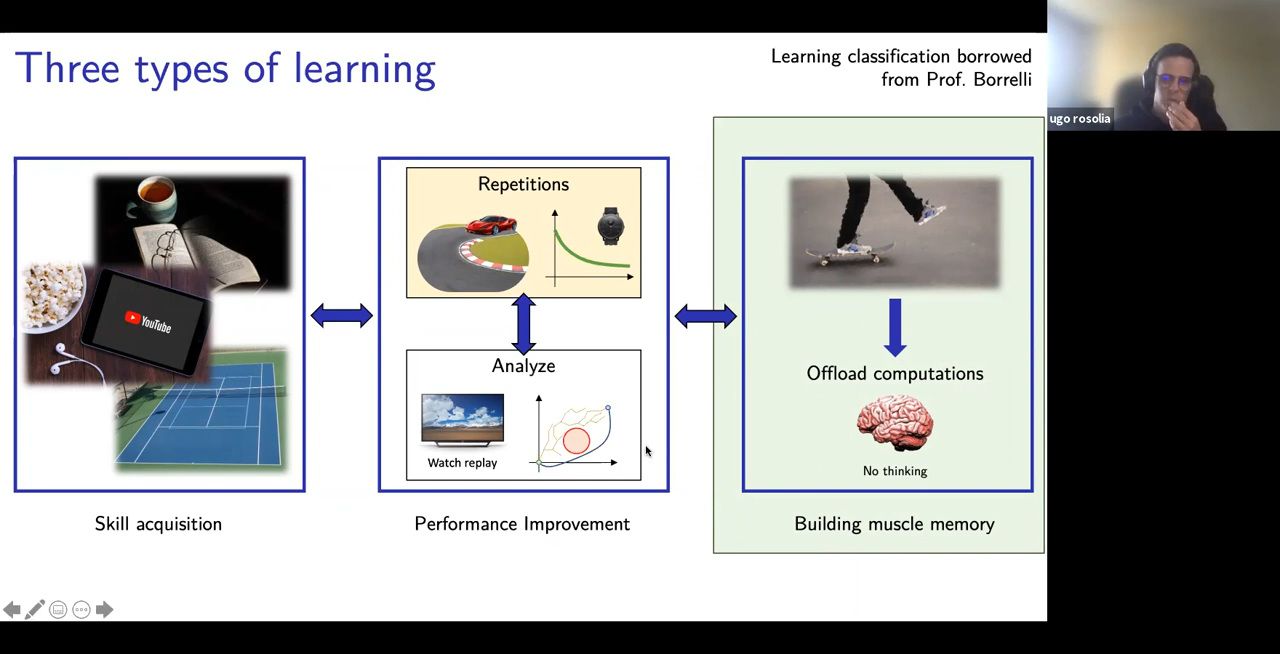 Three types of learning
Learning classification borrowed
from Prof. Borrelli
ugo rosolia
YouTube
Skill acquisition
Repetitions
Analyze
Watch replay
Performance Improvement
Offload computations
No thinking
Building muscle memory